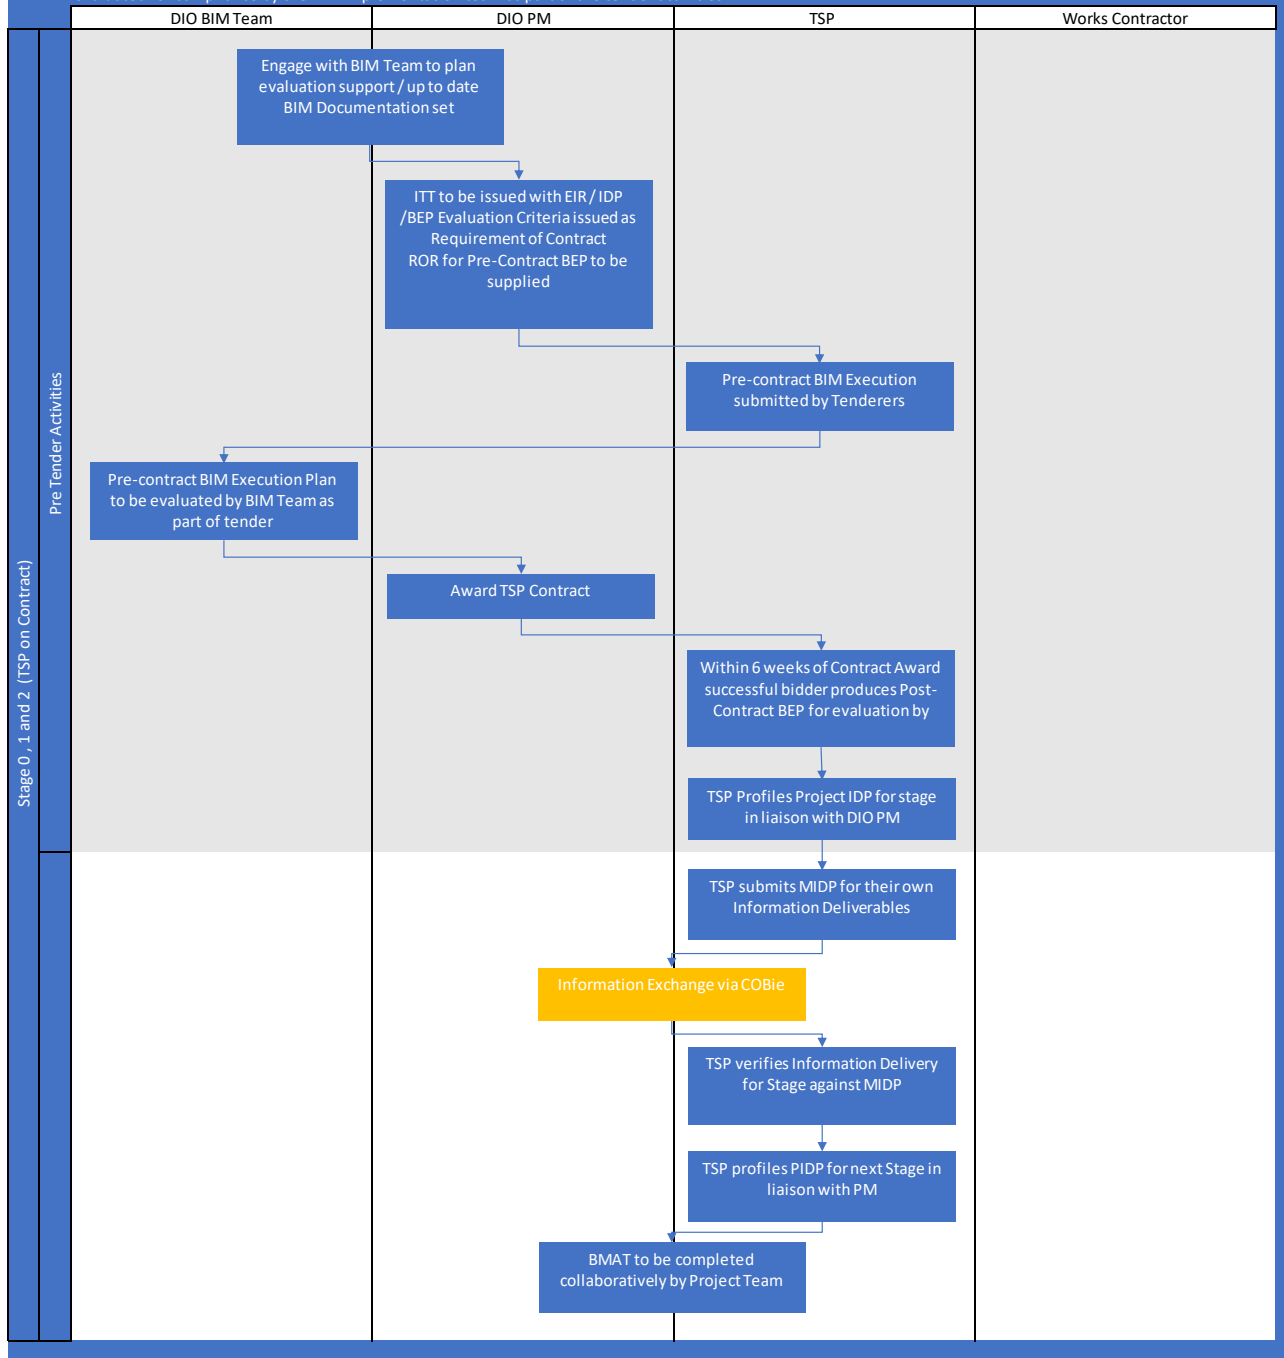 DIO BIM Team
DIO PM
TSP
Works Contractor
Stage 0 , 1 and 2 (TSP on Contract)
Pre Tender Activities
Engage with BIM Team to plan
evaluation support / up to date
BIM Documentation set
ITT to be issued with EIR / IDP
/BEP Evaluation Criteria issued as
Requirement of Contract
ROR for Pre-Contract BEP to be
supplied
Pre-contract BIM Execution
submitted by Tenderers
Pre-contract BIM Execution Plan
to be evaluated by BIM Team as
part of tender
Award TSP Contract
Within 6 weeks of Contract Award
successful bidder produces Post-
Contract BEP for evaluation by
TSP Profiles Project IDP for stage
in liaison with DIO PM
TSP submits MIDP for their own
Information Deliverables
Information Exchange via COBie
TSP verifies Information Delivery
for Stage against MIDP
TSP profiles PIDP for next Stage in
liaison with PM
BMAT to be completed
collaboratively by Project Team